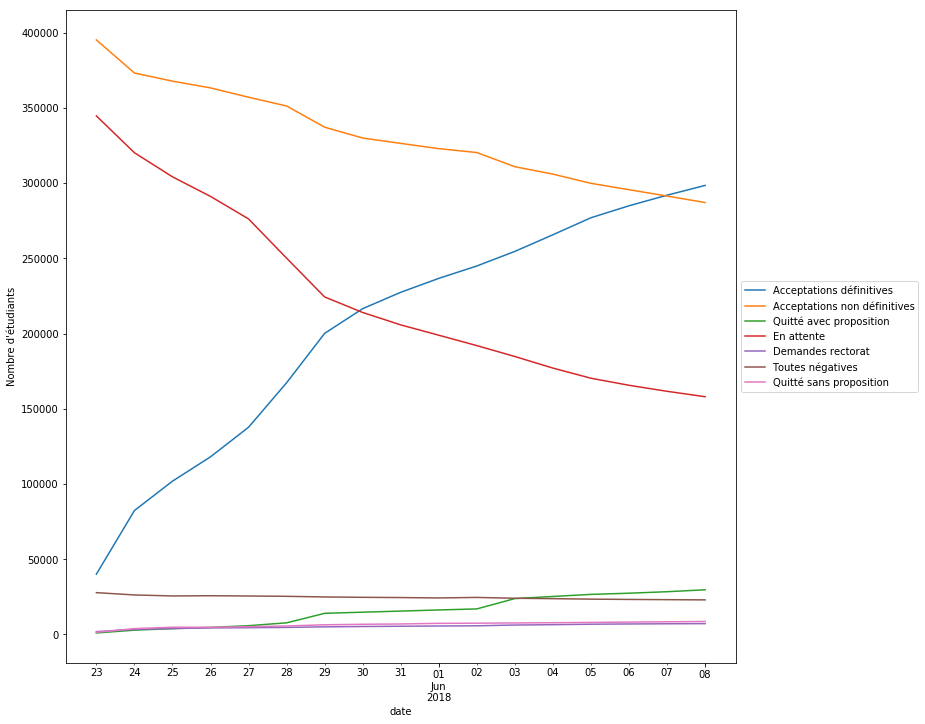 400000
350000
300000
250000
200000
150000
100000
50000
0
Nombre d'étudiants
23 24 25 26 27 28 29 30 31 01 02 03 04 05 06 07 08
Jun
2018
date
Acceptations définitives
Acceptations non définitives
Quitté avec proposition
En attente
Demandes rectorat
Toutes négatives
Quitté sans proposition